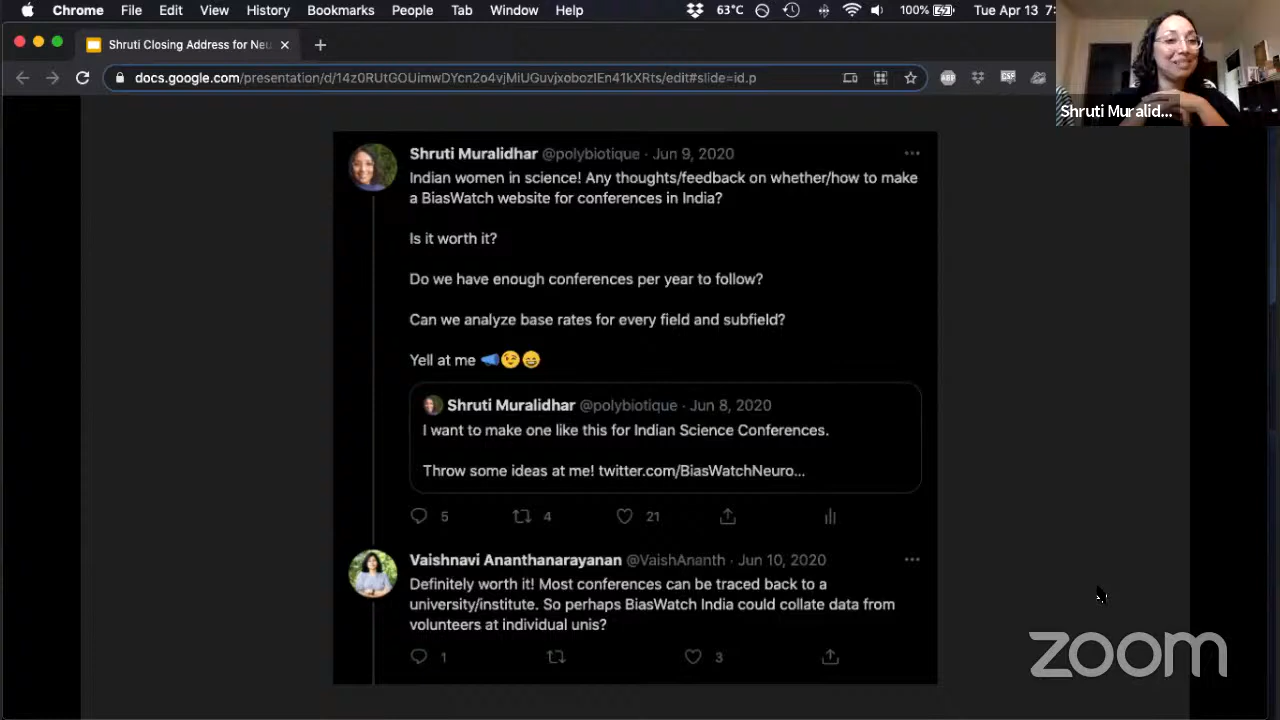 Chrome File Edit View History Bookmarks People Tab Window Help 63°C 100% Tue Apr 13 7:
Shruti Closing Address for Neu
docs.google.com/presentation/d/14z0RUtGOUimwDYcn2o4vjMiUGuvjxobozIEn41kXRts/edit#slide=id.p
ABP
CSF
Shruti Muralid...
Shruti Muralidhar @polybiotique · Jun 9, 2020
Indian women in science! Any thoughts/feedback on whether/how to make
a BiasWatch website for conferences in India?
Is it worth it?
Do we have enough conferences per year to follow?
Can we analyze base rates for every field and subfield?
Yell at me 📣😉😄
Shruti Muralidhar @polybiotique · Jun 8, 2020
I want to make one like this for Indian Science Conferences.
Throw some ideas at me! twitter.com/BiasWatchNeuro...
5 4 21
Vaishnavi Ananthanarayanan @VaishAnanth · Jun 10, 2020
Definitely worth it! Most conferences can be traced back to a
university/institute. So perhaps BiasWatch India could collate data from
volunteers at individual unis?
1 3
zoom